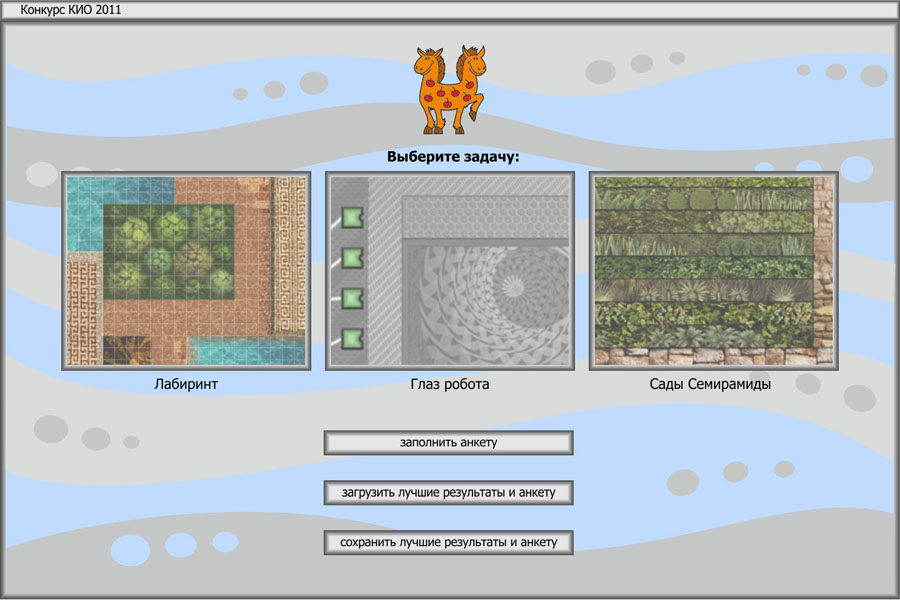 Конкурс КИО 2011
Выберите задачу:
Лабиринт
Глаз робота
Сады Семирамиды
заполнить анкету
загрузить лучшие результаты и анкету
сохранить лучшие результаты и анкету